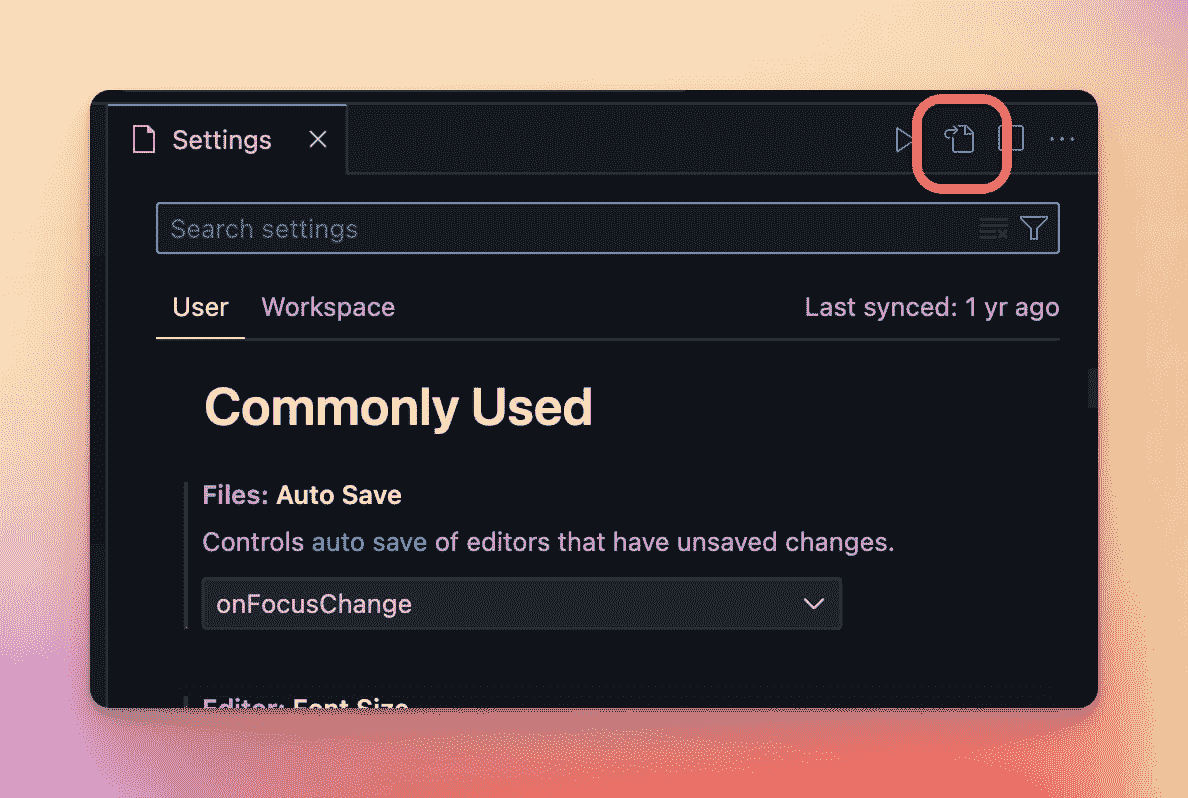 Settings
Search settings
User Workspace Last synced: 1 yr ago
Commonly Used
Files: Auto Save
Controls auto save of editors that have unsaved changes.
onFocusChange
Editor: Font Size